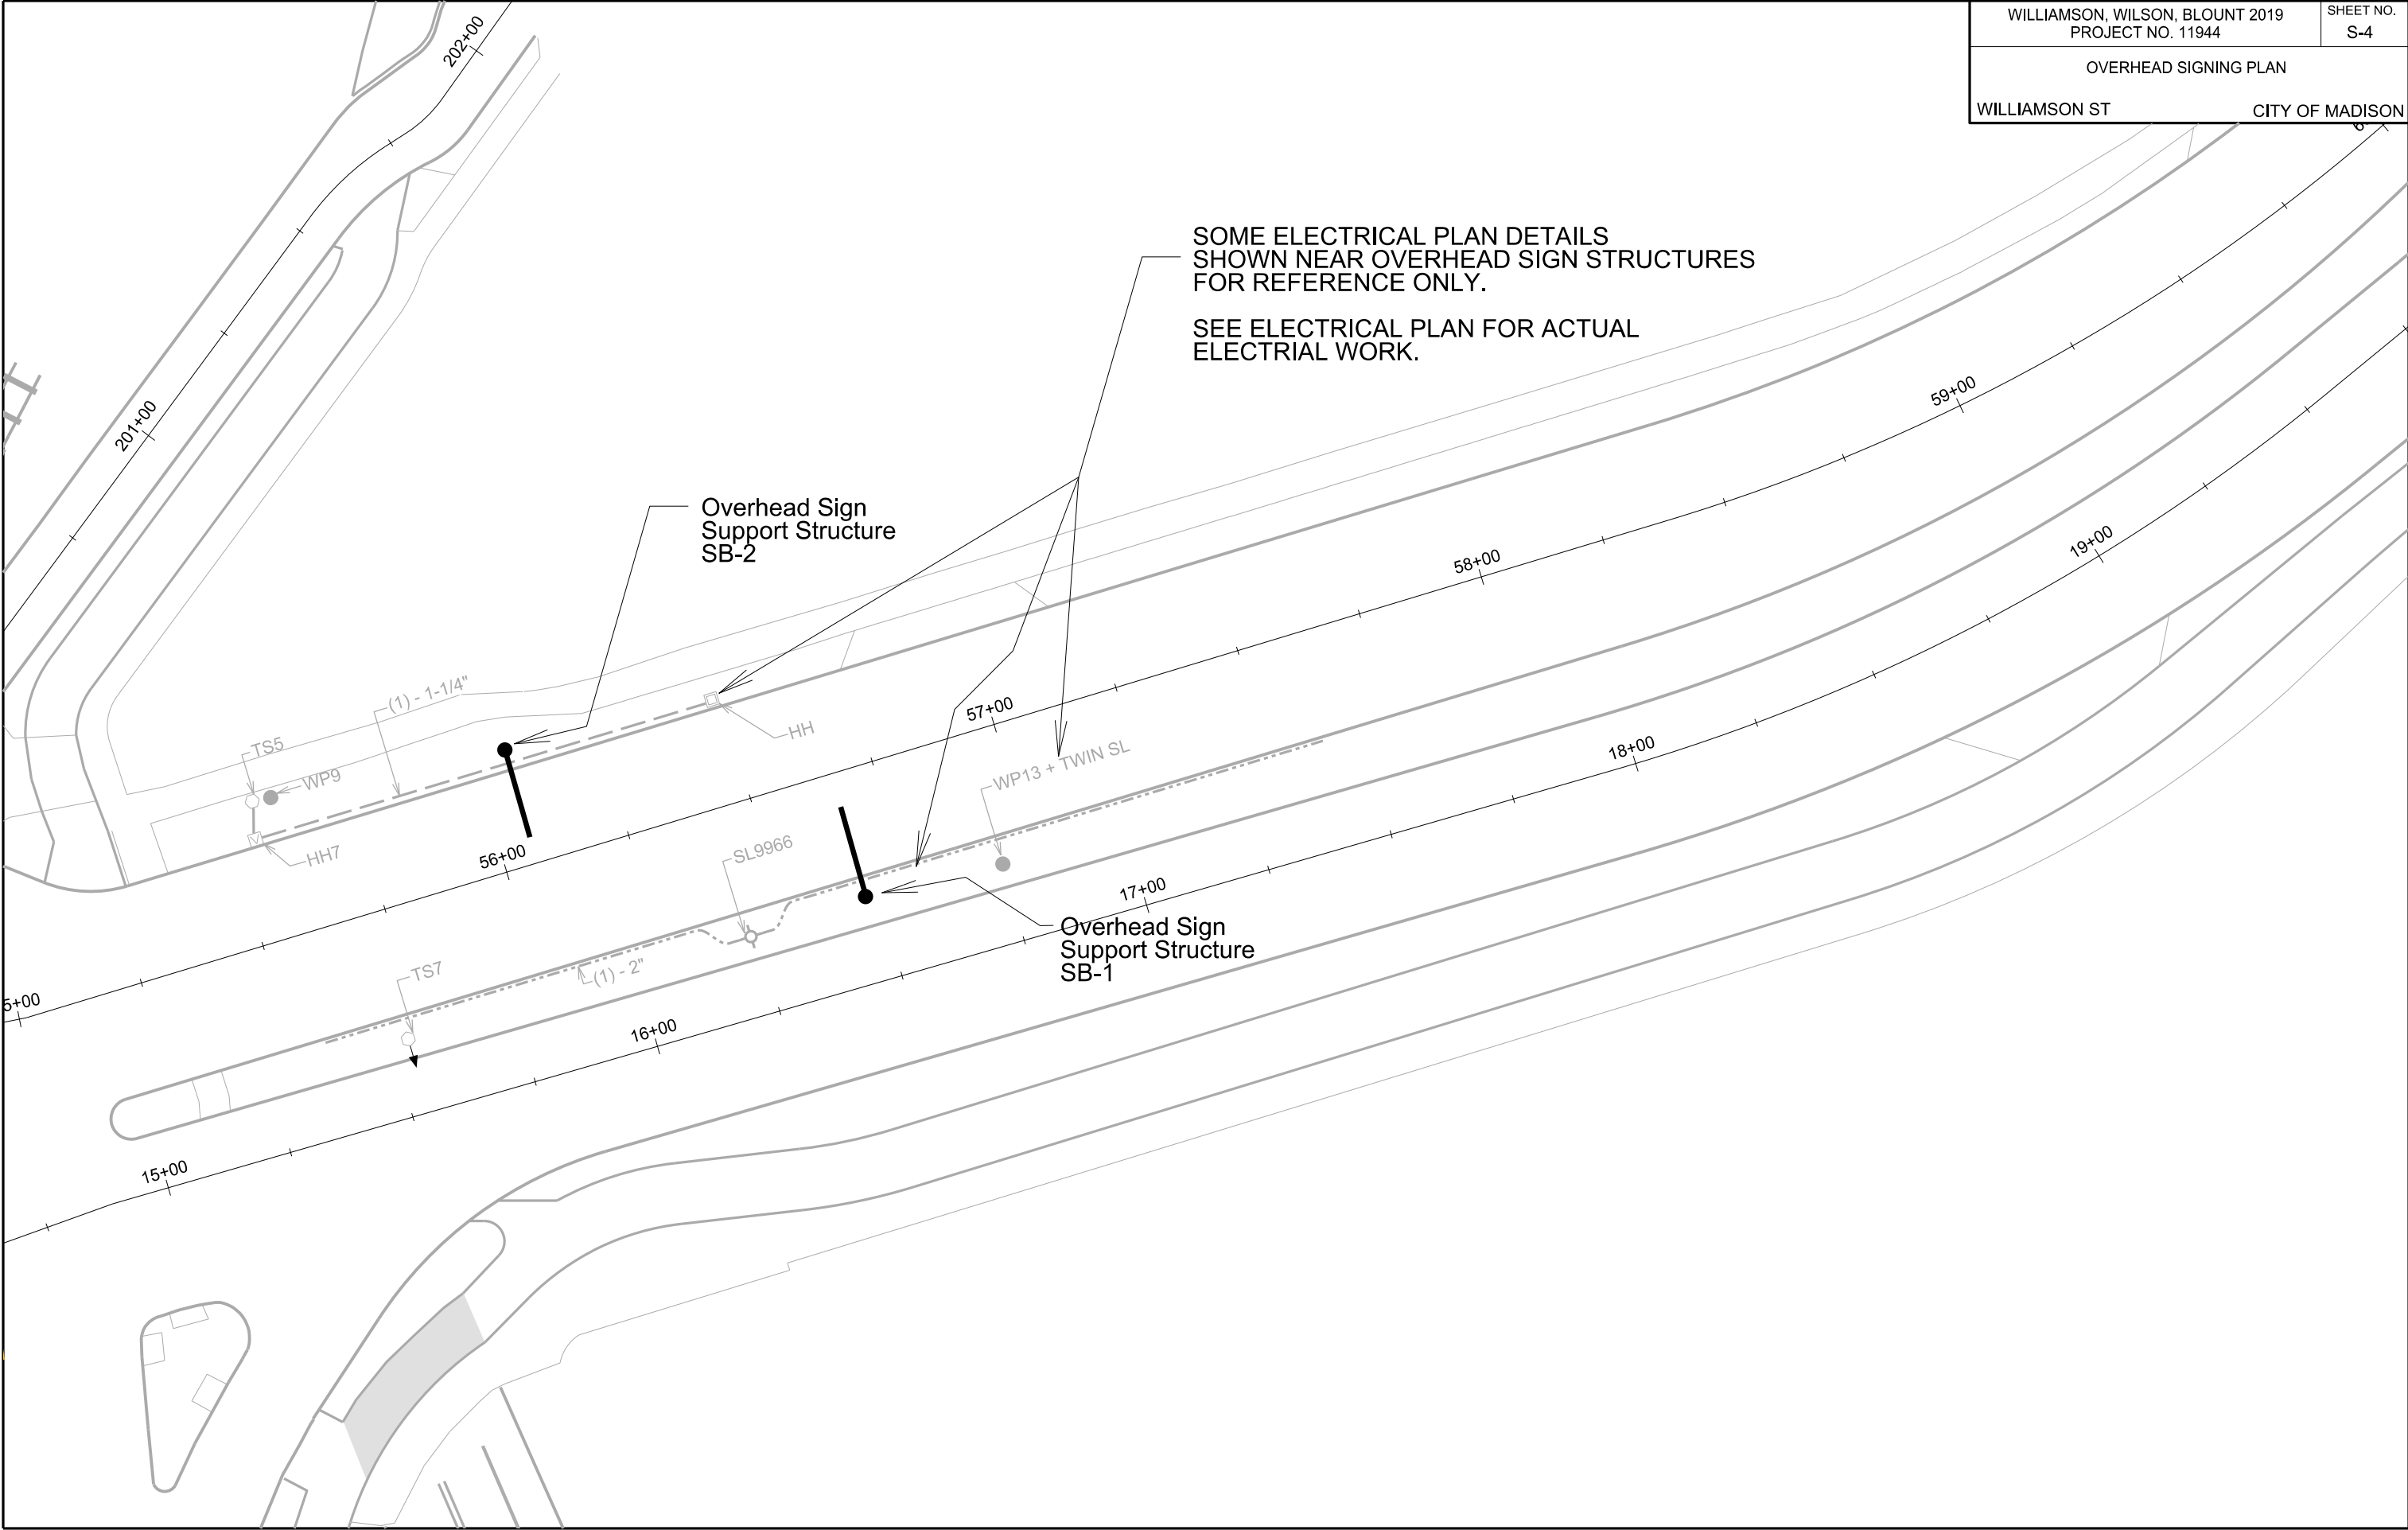 WILLIAMSON, WILSON, BLOUNT 2019
PROJECT NO. 11944
SHEET NO.
S-4
OVERHEAD SIGNING PLAN
WILLIAMSON ST
CITY OF MADISON
202+00
201+00
SOME ELECTRICAL PLAN DETAILS
SHOWN NEAR OVERHEAD SIGN STRUCTURES
FOR REFERENCE ONLY.
SEE ELECTRICAL PLAN FOR ACTUAL
ELECTRIAL WORK.
59+00
Overhead Sign
Support Structure
SB-2
58+00
19+00
(1) - 1-1/4"
57+00
HH
TS5
WP9
WP13 + TWIN SL
18+00
HH7
56+00
SL9966
17+00
Overhead Sign
Support Structure
SB-1
TS7
(1) - 2"
5+00
16+00
15+00